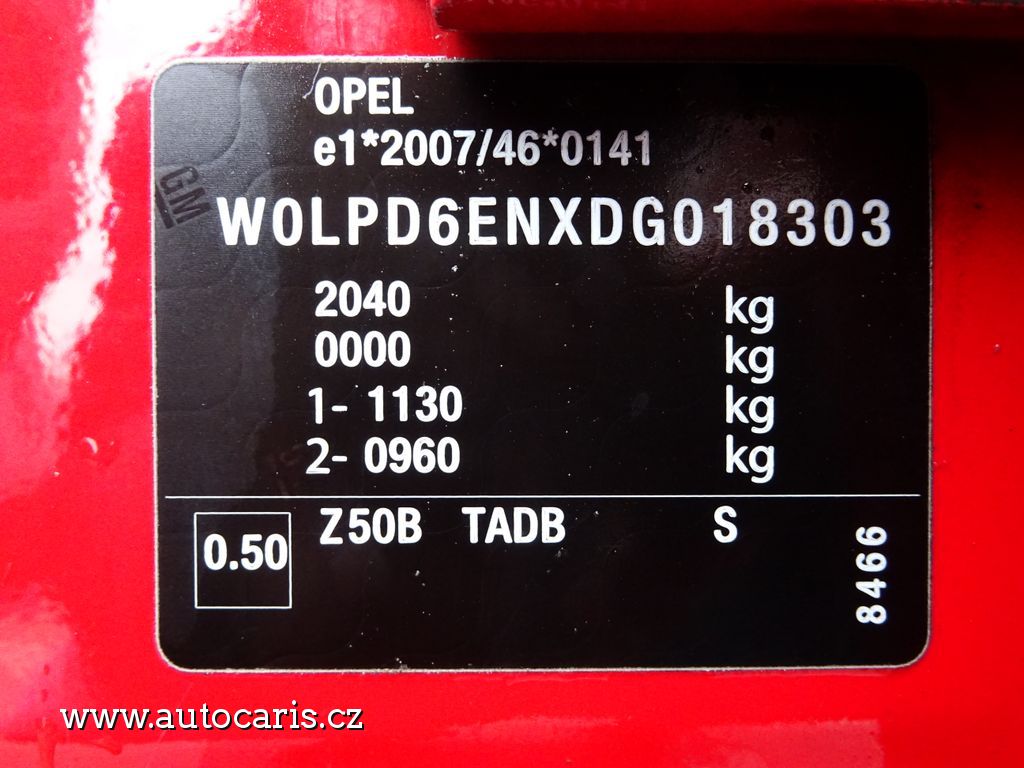 OPEL
e1*2007/46*0141
GM
W0LPD6ENXDG018303
2040 kg
0000 kg
1- 1130 kg
2- 0960 kg
0.50 Z50B TADB S
8466
www.autocaris.cz